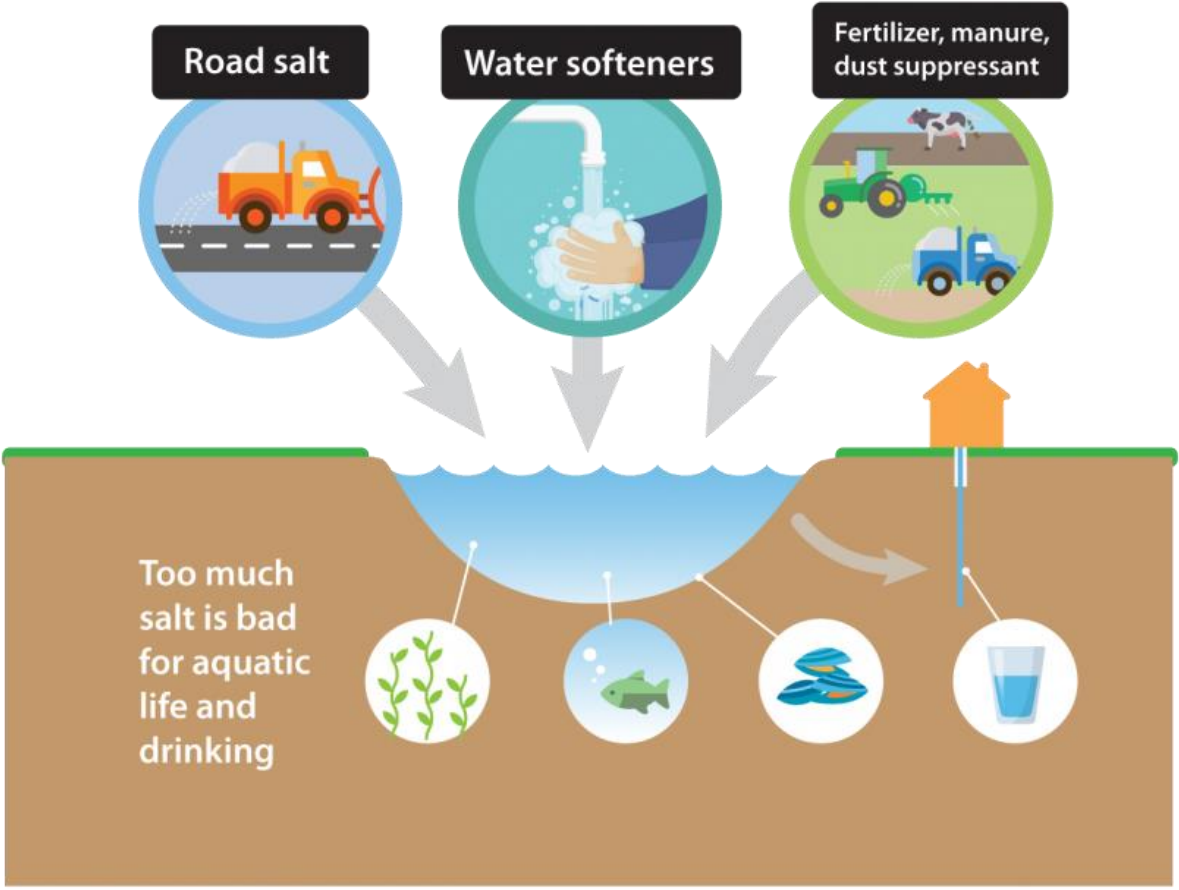 Road salt
Water softeners
Fertilizer, manure,
dust suppressant
Too much
salt is bad
for aquatic
life and
drinking